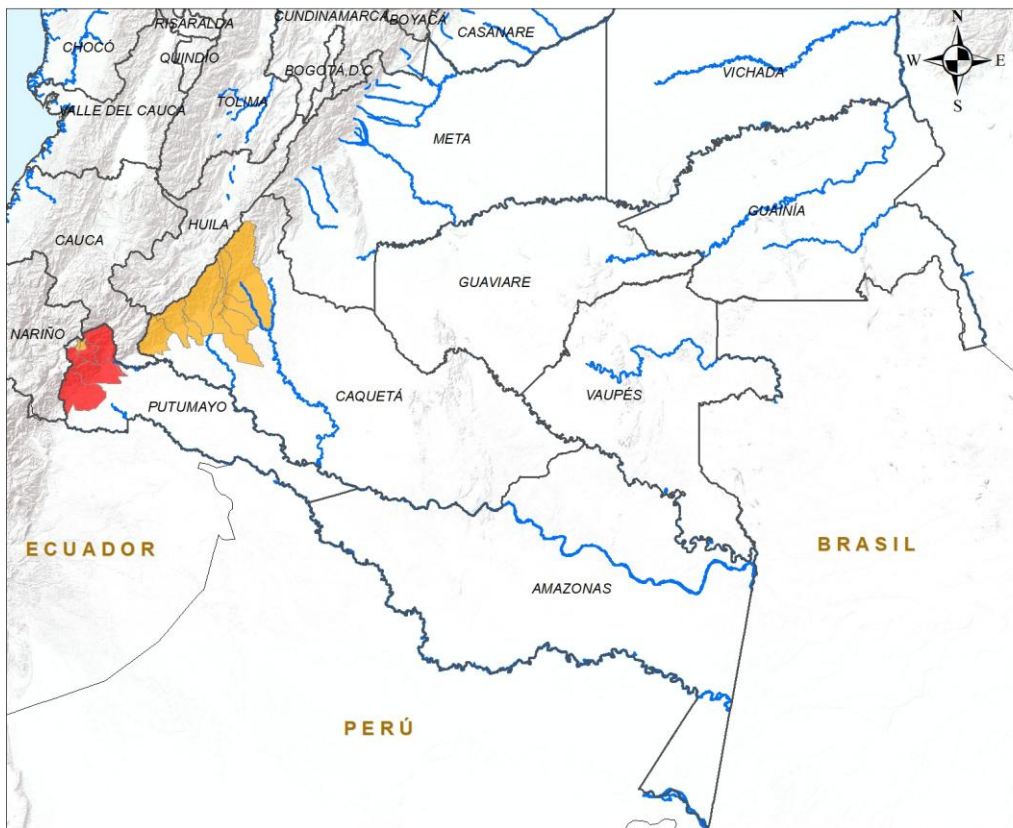 CUNDINAMARCA
BOYACÁ
RISARALDA
CASANARE
N
CHOCÓ
QUINDIO
BOGOTÁ,D.C
W
E
VICHADA
TOLIMA
S
VALLE DEL CAUCA
META
GUAINÍA
HUILA
CAUCA
GUAVIARE
NARIÑO
CAQUETÁ
VAUPÉS
PUTUMAYO
ECUADOR
BRASIL
AMAZONAS
PERÚ